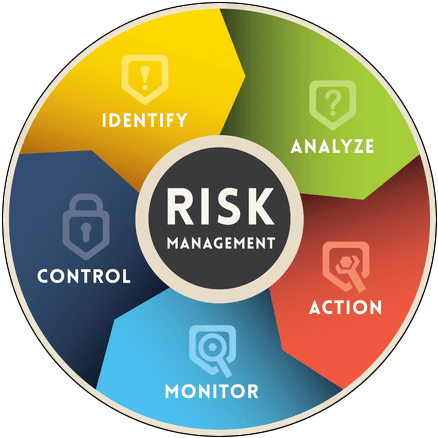 IDENTIFY
ANALYZE
RISK
MANAGEMENT
CONTROL
ACTION
MONITOR